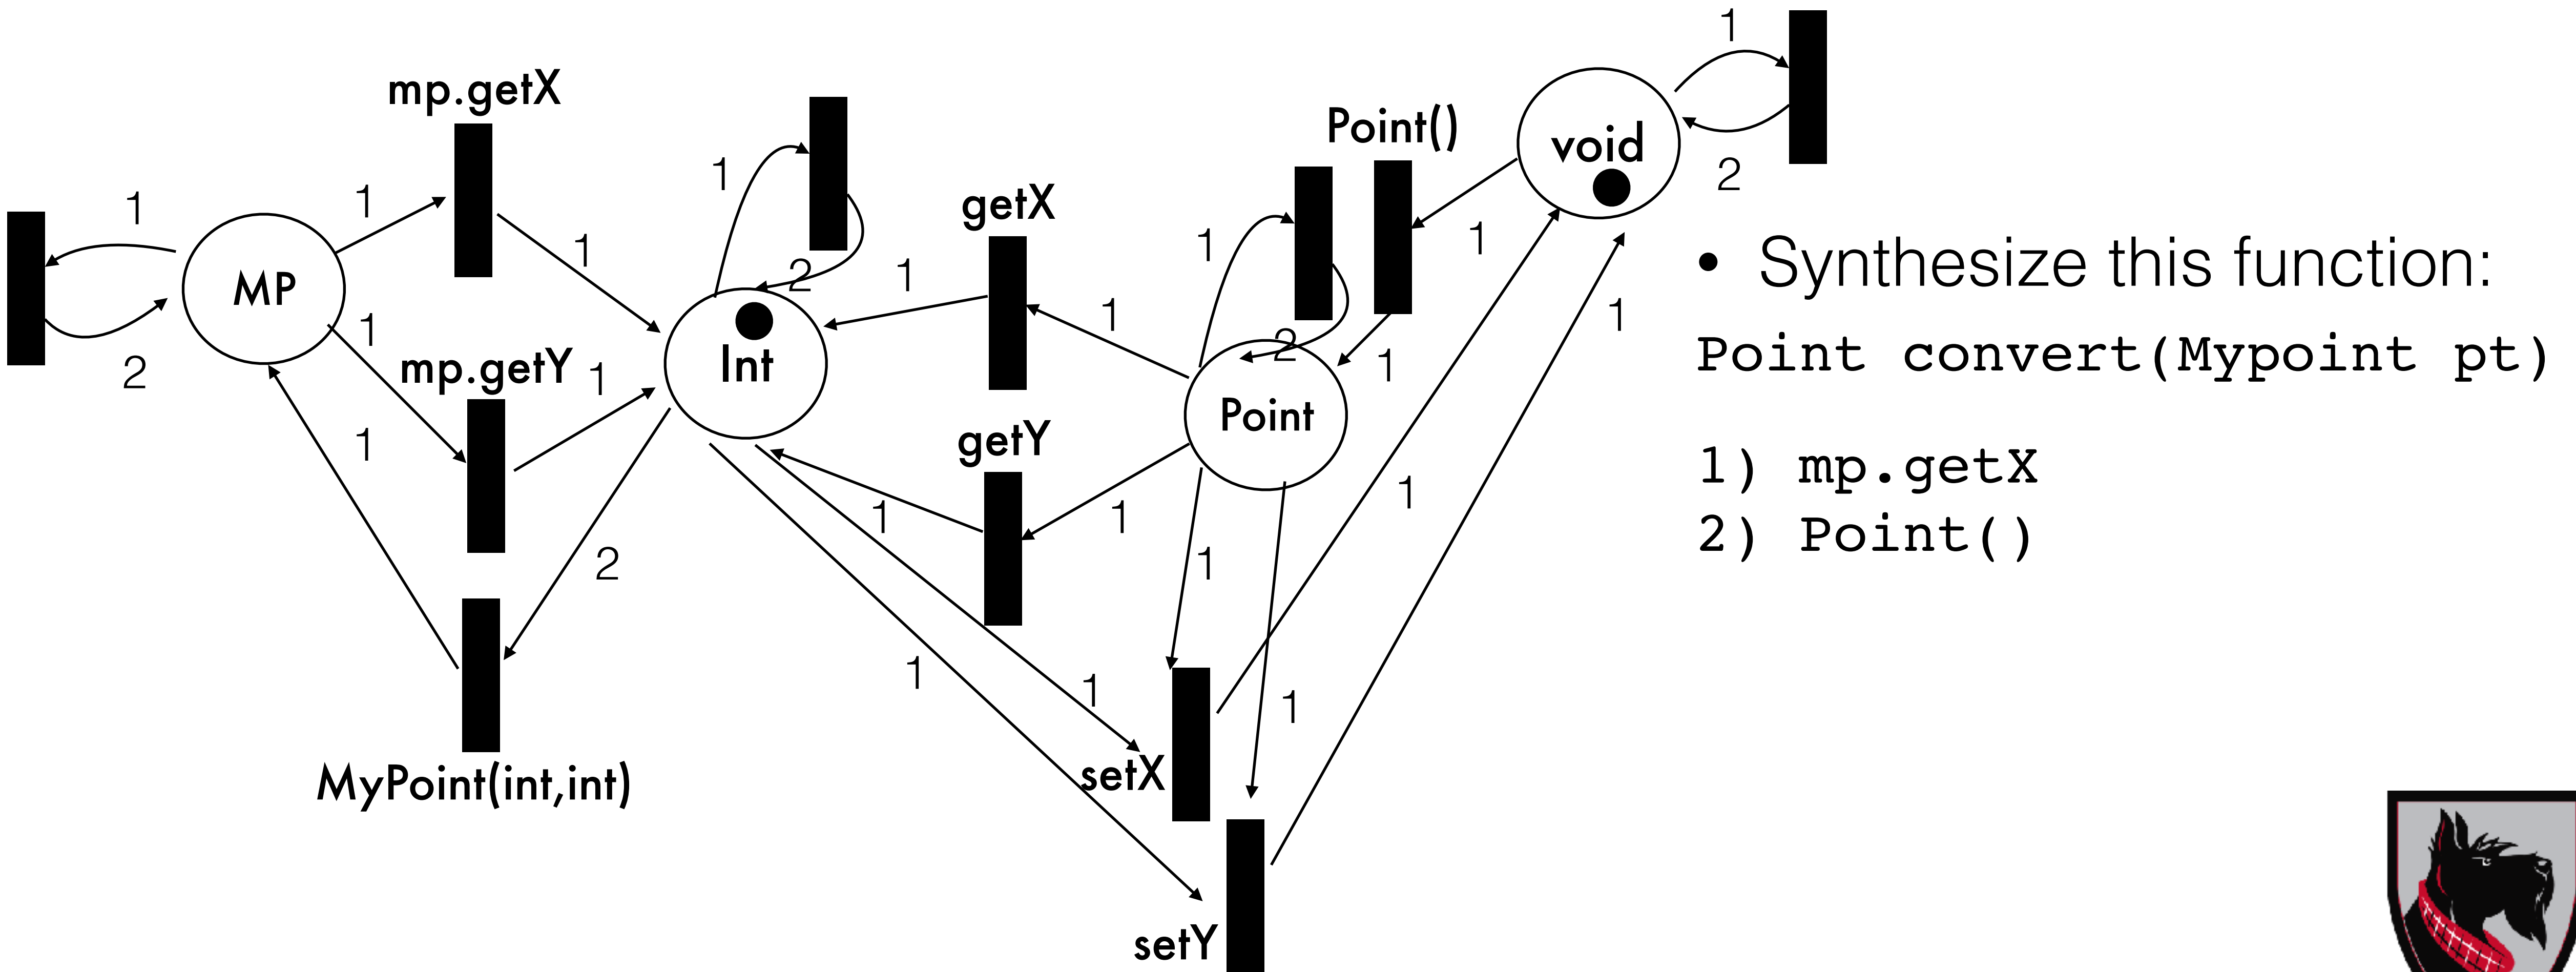 1
mp.getX
Point()
void
1
1
1
1
getX
2
1
1
1
2
1
• Synthesize this function:
MP
1
1
1
2
1
Int
2
1
Point convert(Mypoint pt)
mp.getY
1
Point
getY
1
1) mp.getX
1
1
1
2) Point()
2
1
1
1
1
1
MyPoint(int,int)
setX
setY